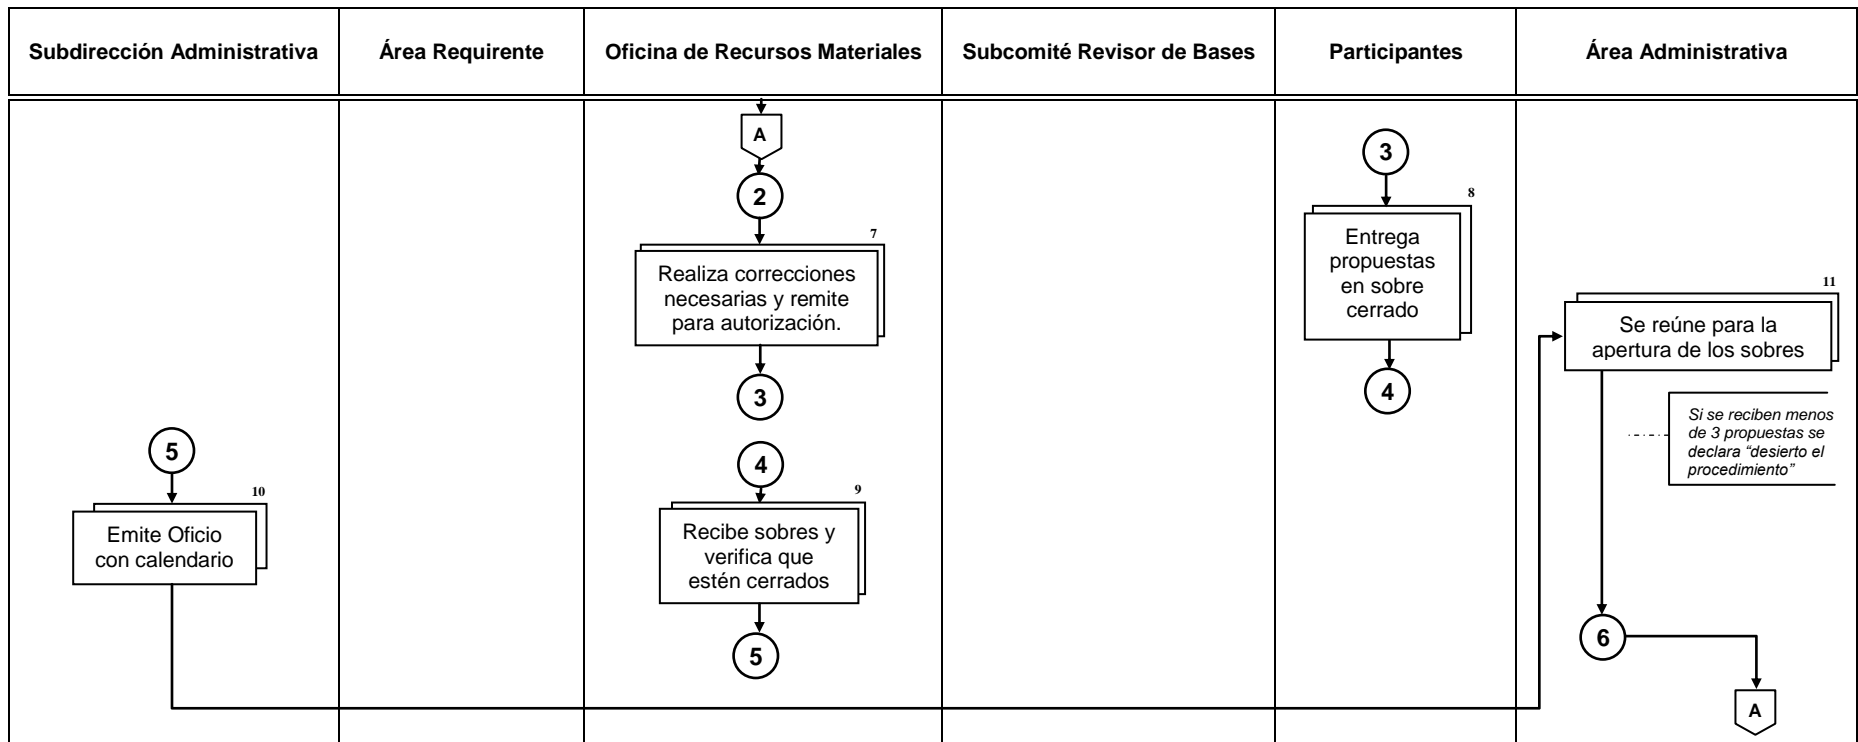 Subdirección Administrativa
Área Requirente
Oficina de Recursos Materiales
Subcomité Revisor de Bases
Participantes
Área Administrativa
5
10
Emite Oficio
con calendario
A
2
7
Realiza correcciones
necesarias y remite
para autorización.
3
4
9
Recibe sobres y
verifica que
estén cerrados
5
3
8
Entrega
propuestas
en sobre
cerrado
4
11
Se reúne para la
apertura de los sobres
Si se reciben menos
de 3 propuestas se
declara “desierto el
procedimiento”
6
A